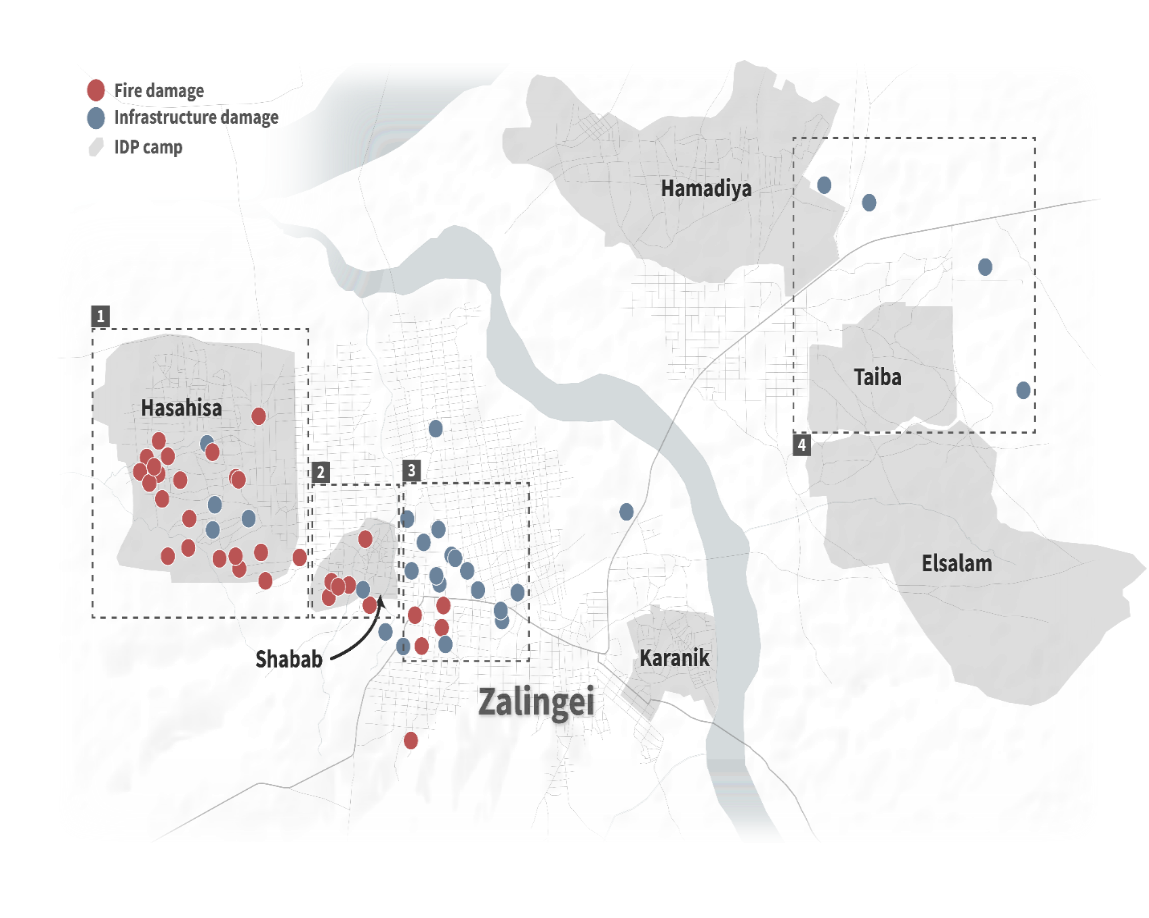 Fire damage
Infrastructure damage
IDP camp
Hamadiya
1
Taiba
Hasahisa
4
2
3
Elsalam
Shabab
Karanik
Zalingei